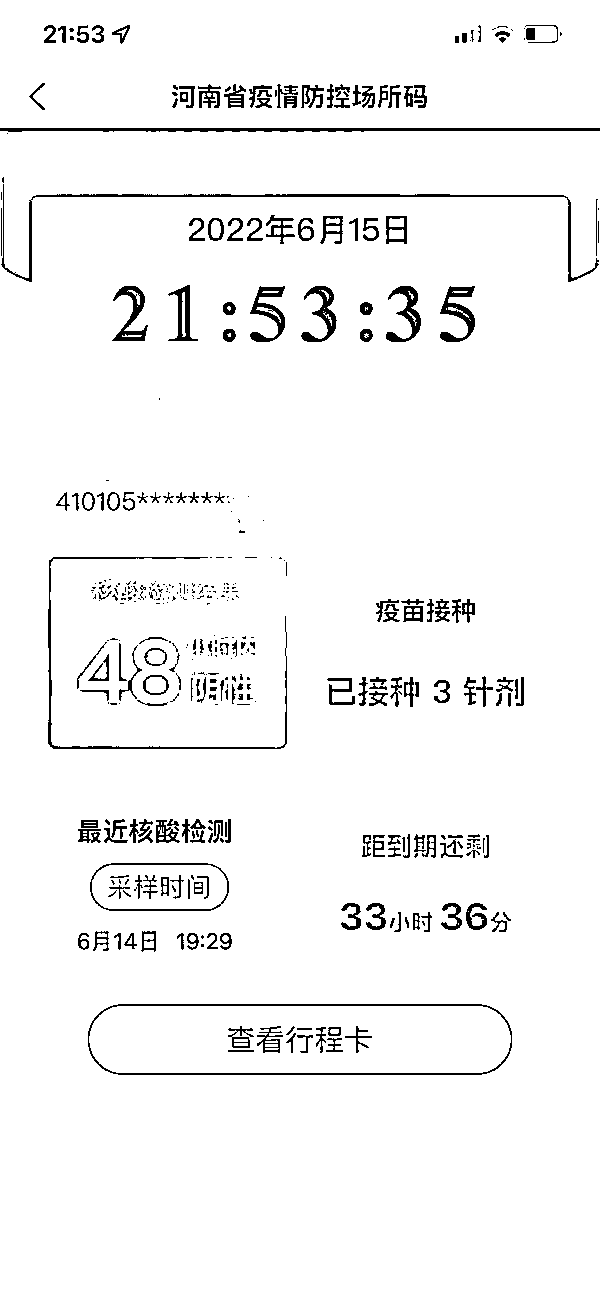 21:53
河南省疫情防控场所码
2022年6月15日
21:53:35
410105*******
核酸检测结果
48小时内
阴性
疫苗接种
已接种 3 针剂
最近核酸检测
采样时间
6月14日 19:29
距到期还剩
33小时36分
查看行程卡